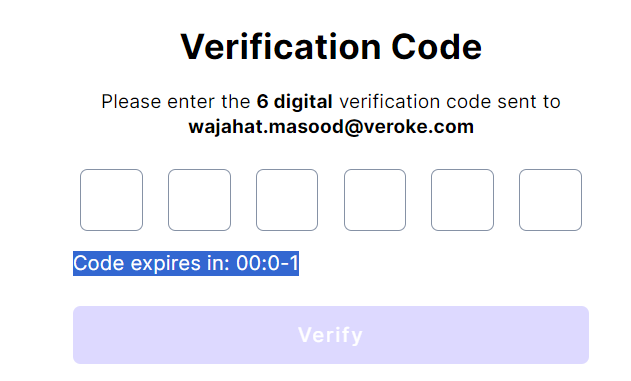 Verification Code
Please enter the 6 digital verification code sent to
wajahat.masood@veroke.com
Code expires in: 00:0-1
Verify